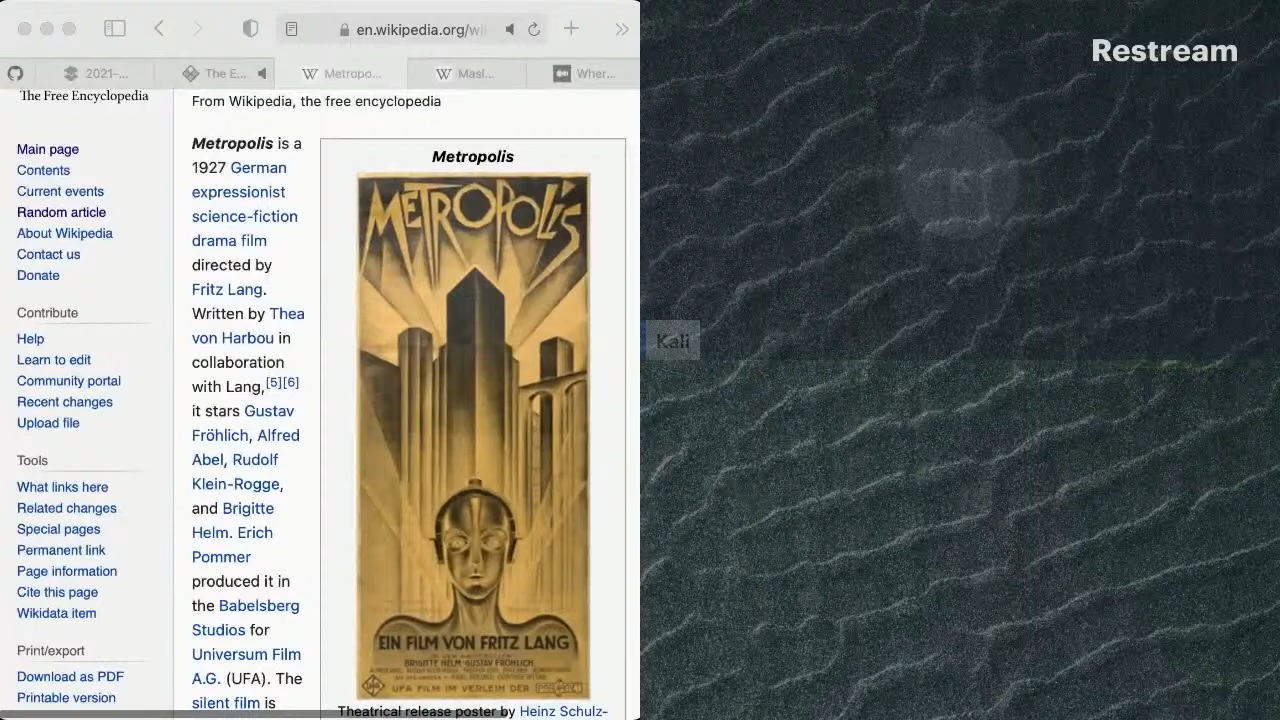 en.wikipedia.org/wi
2021-...
The E...
Metropo...
Masl...
Wher...
The Free Encyclopedia
From Wikipedia, the free encyclopedia
Main page
Contents
Current events
Random article
About Wikipedia
Contact us
Donate
Contribute
Help
Learn to edit
Community portal
Recent changes
Upload file
Tools
What links here
Related changes
Special pages
Permanent link
Page information
Cite this page
Wikidata item
Print/export
Download as PDF
Printable version
Metropolis is a
1927 German
expressionist
science-fiction
drama film
directed by
Fritz Lang.
Written by Thea
von Harbou in
collaboration
with Lang,[5][6]
it stars Gustav
Fröhlich, Alfred
Abel, Rudolf
Klein-Rogge,
and Brigitte
Helm. Erich
Pommer
produced it in
the Babelsberg
Studios for
Universum Film
A.G. (UFA). The
silent film is
Metropolis
METROPOLIS
EIN FILM VON FRITZ LANG
BRIGITTE HELM·GUSTAV FRÖHLICH
UFA FILM IM VERLEIH DER
Theatrical release poster by Heinz Schulz-
Restream
Kali